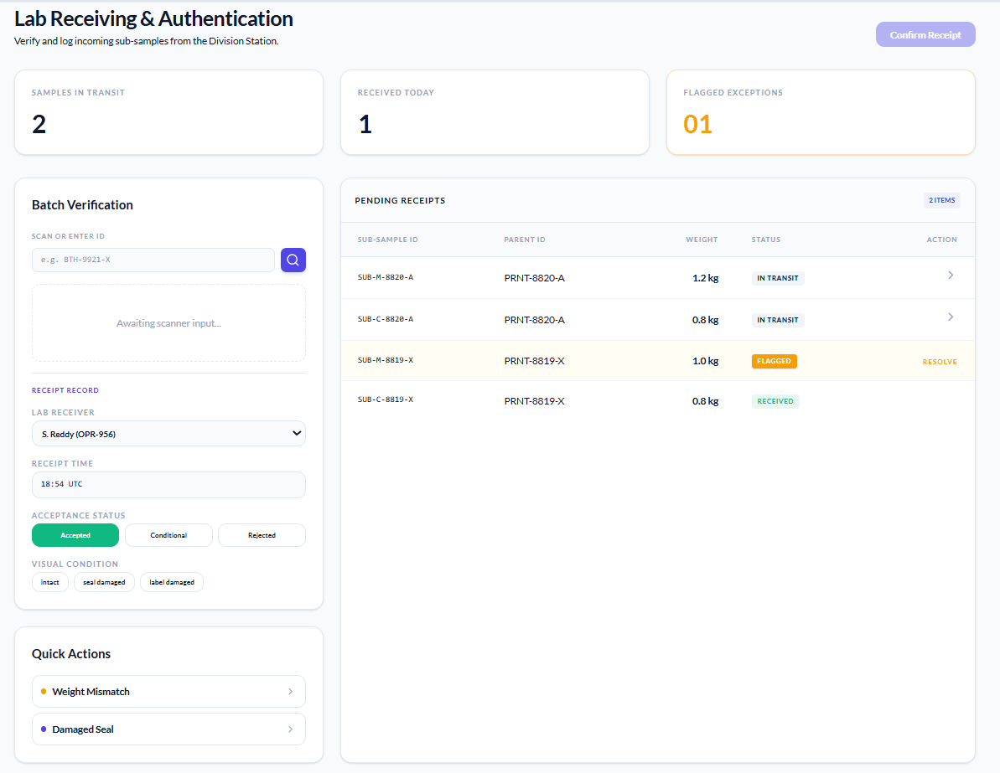 Lab Receiving & Authentication
Verify and log incoming sub-samples from the Division Station.
Confirm Receipt
SAMPLES IN TRANSIT
2
RECEIVED TODAY
1
FLAGGED EXCEPTIONS
01
Batch Verification
SCAN OR ENTER ID
e.g. BTH-9921-X
Awaiting scanner input...
RECEIPT RECORD
LAB RECEIVER
S. Reddy (OPR-956)
RECEIPT TIME
18:54 UTC
ACCEPTANCE STATUS
Accepted Conditional Rejected
VISUAL CONDITION
intact seal damaged label damaged
Quick Actions
Weight Mismatch
Damaged Seal
PENDING RECEIPTS 2 ITEMS
SUB-SAMPLE ID PARENT ID WEIGHT STATUS ACTION
SUB-M-8820-A PRNT-8820-A 1.2 kg IN TRANSIT
SUB-C-8820-A PRNT-8820-A 0.8 kg IN TRANSIT
SUB-M-8819-X PRNT-8819-X 1.0 kg FLAGGED RESOLVE
SUB-C-8819-X PRNT-8819-X 0.8 kg RECEIVED